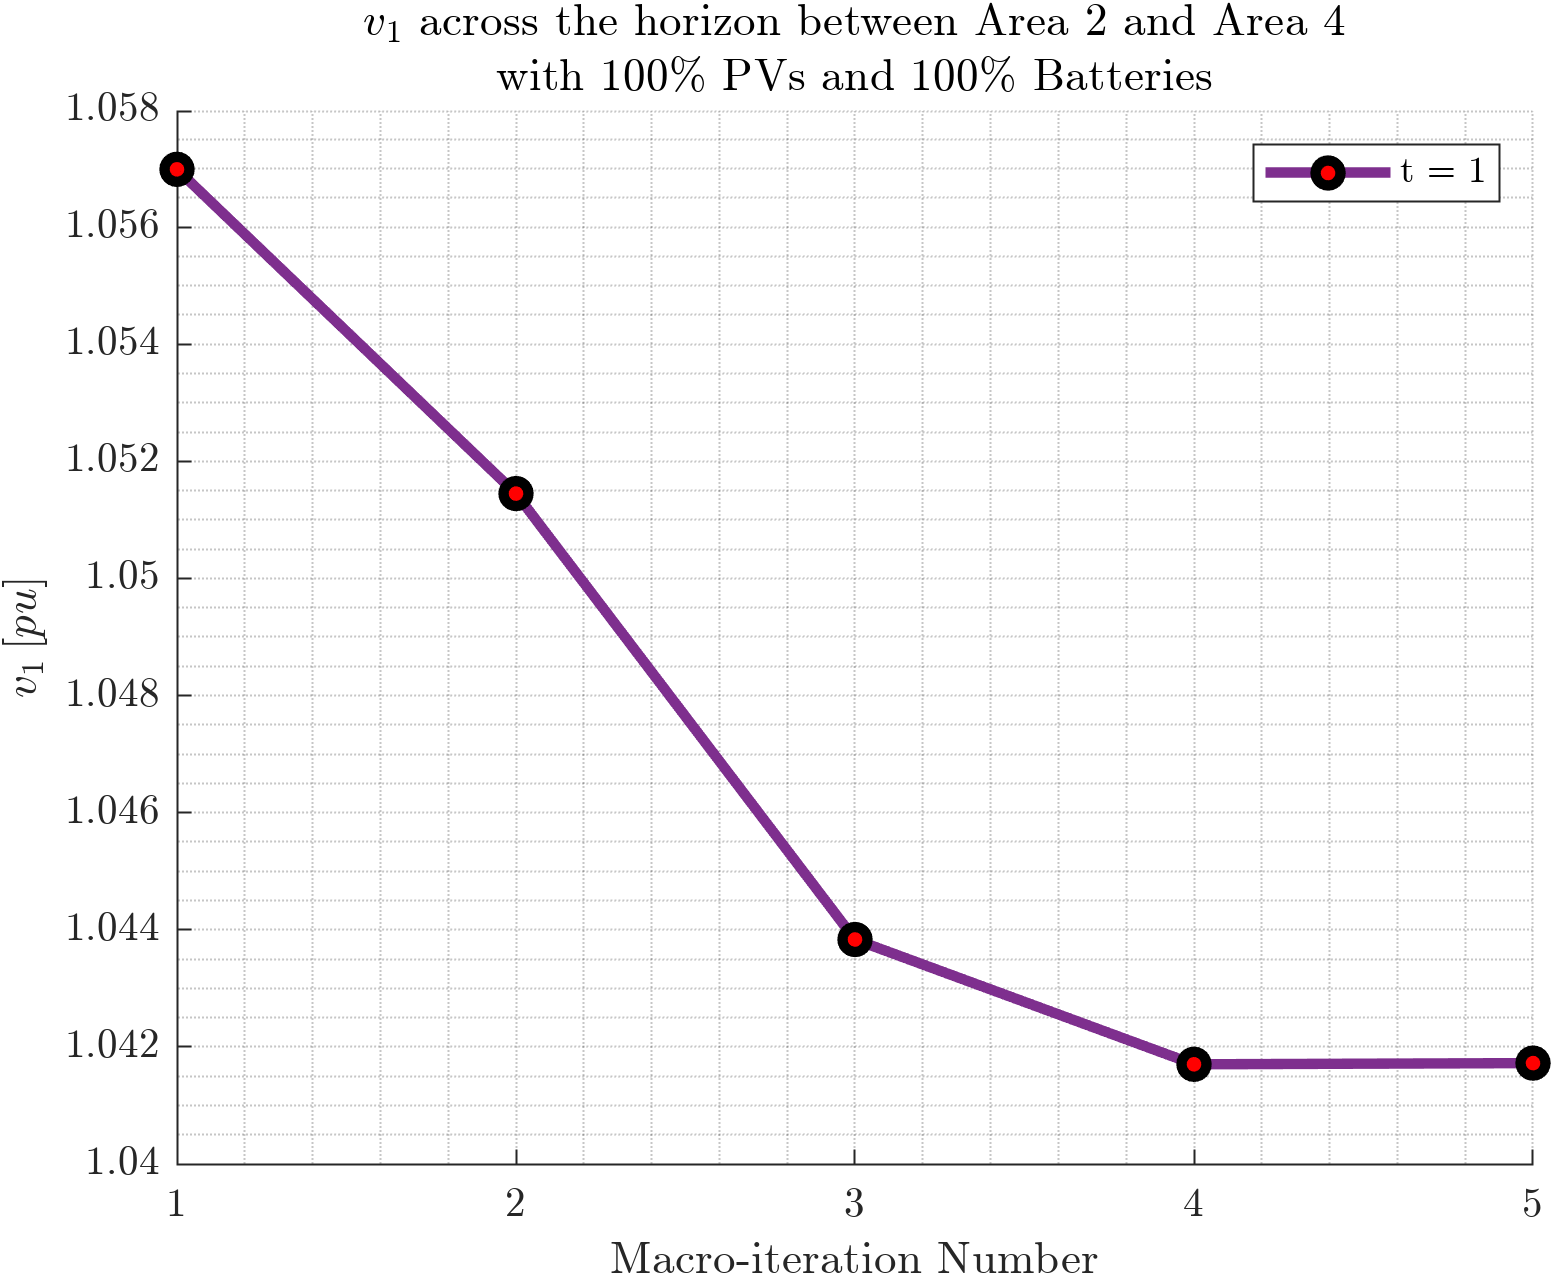 v₁ across the horizon between Area 2 and Area 4
with 100% PVs and 100% Batteries
t = 1
v₁ [pu]
1.058
1.056
1.054
1.052
1.05
1.048
1.046
1.044
1.042
1.04
1 2 3 4 5
Macro-iteration Number